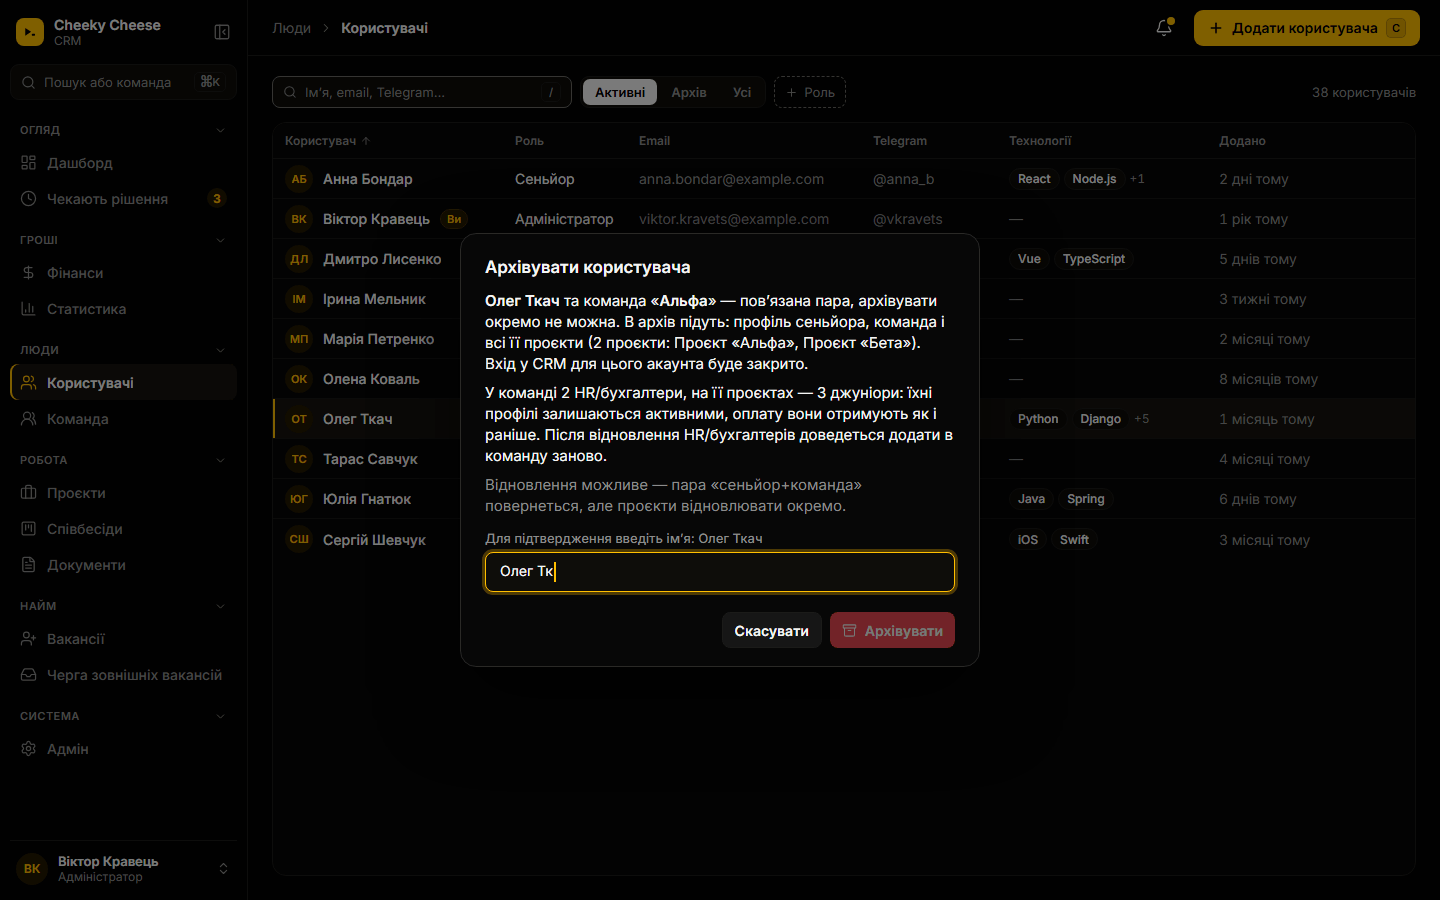 Cheeky Cheese
CRM
Пошук або команда ⌘K
ОГЛЯД
Дашборд
Чекають рішення 3
ГРОШІ
Фінанси
Статистика
ЛЮДИ
Користувачі
Команда
РОБОТА
Проєкти
Співбесіди
Документи
НАЙМ
Вакансії
Черга зовнішніх вакансій
СИСТЕМА
Адмін
ВК Віктор Кравець
Адміністратор
Люди > Користувачі
+ Додати користувача C
Ім'я, email, Telegram... /
Активні Архів Усі + Роль
38 користувачів
Користувач ↑ Роль Email Telegram Технології Додано
АБ Анна Бондар Сеньйор anna.bondar@example.com @anna_b React Node.js +1 2 дні тому
ВК Віктор Кравець Ви Адміністратор viktor.kravets@example.com @vkravets — 1 рік тому
ДЛ Дмитро Лисенко Vue TypeScript 5 днів тому
ІМ Ірина Мельник — 3 тижні тому
МП Марія Петренко — 2 місяці тому
ОК Олена Коваль — 8 місяців тому
ОТ Олег Ткач Python Django +5 1 місяць тому
ТС Тарас Савчук — 4 місяці тому
ЮГ Юлія Гнатюк Java Spring 6 днів тому
СШ Сергій Шевчук iOS Swift 3 місяці тому
Архівувати користувача
Олег Ткач та команда «Альфа» — пов'язана пара, архівувати
окремо не можна. В архів підуть: профіль сеньйора, команда і
всі її проєкти (2 проєкти: Проєкт «Альфа», Проєкт «Бета»).
Вхід у CRM для цього акаунта буде закрито.
У команді 2 HR/бухгалтери, на її проєктах — 3 джуніори: їхні
профілі залишаються активними, оплату вони отримують як і
раніше. Після відновлення HR/бухгалтерів доведеться додати в
команду заново.
Відновлення можливе — пара «сеньйор+команда»
повернеться, але проєкти відновлювати окремо.
Для підтвердження введіть ім'я: Олег Ткач
Олег Тк
Скасувати Архівувати